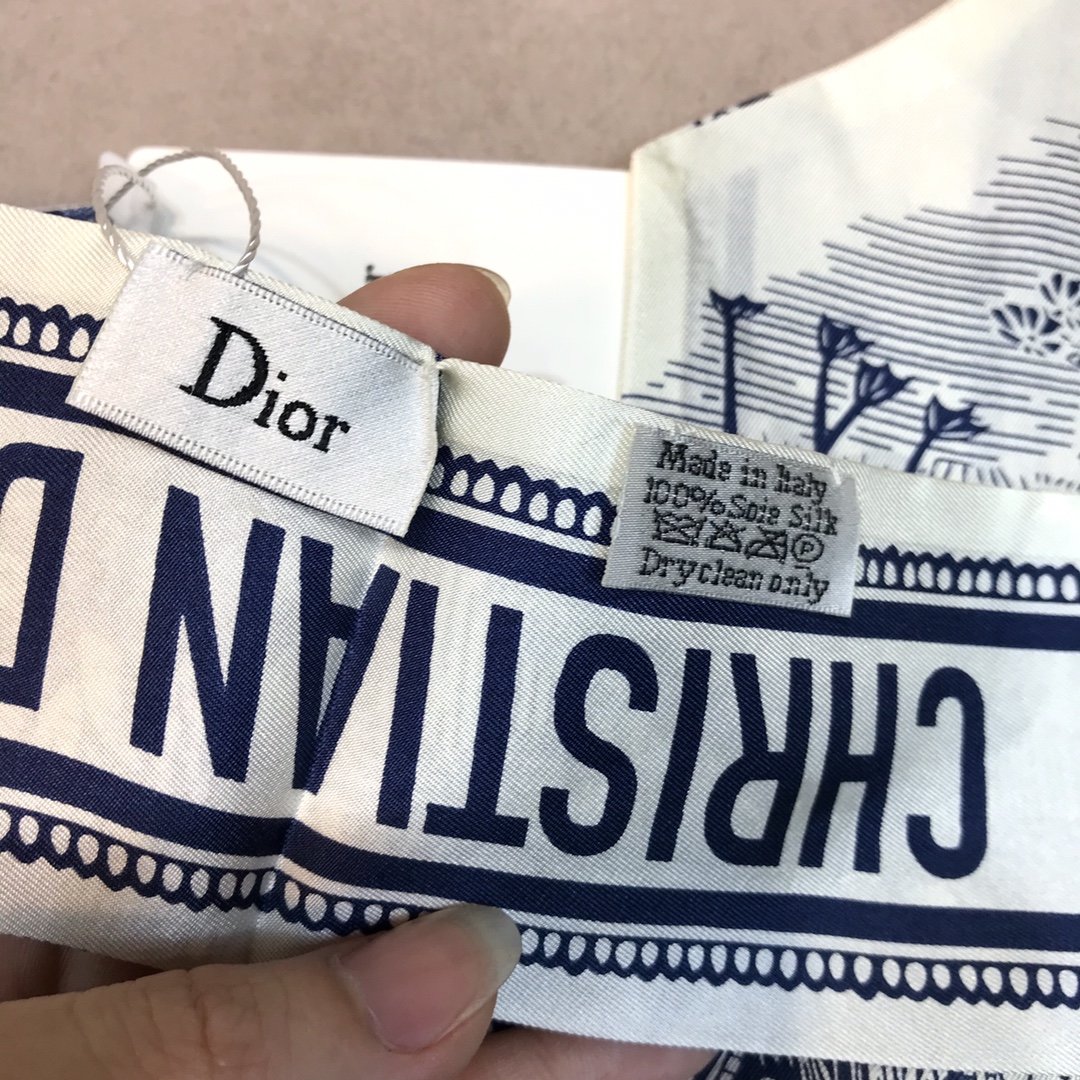 Dior
Made in Italy
100% Soie Silk
P
Dry clean only
CHRISTIAN D